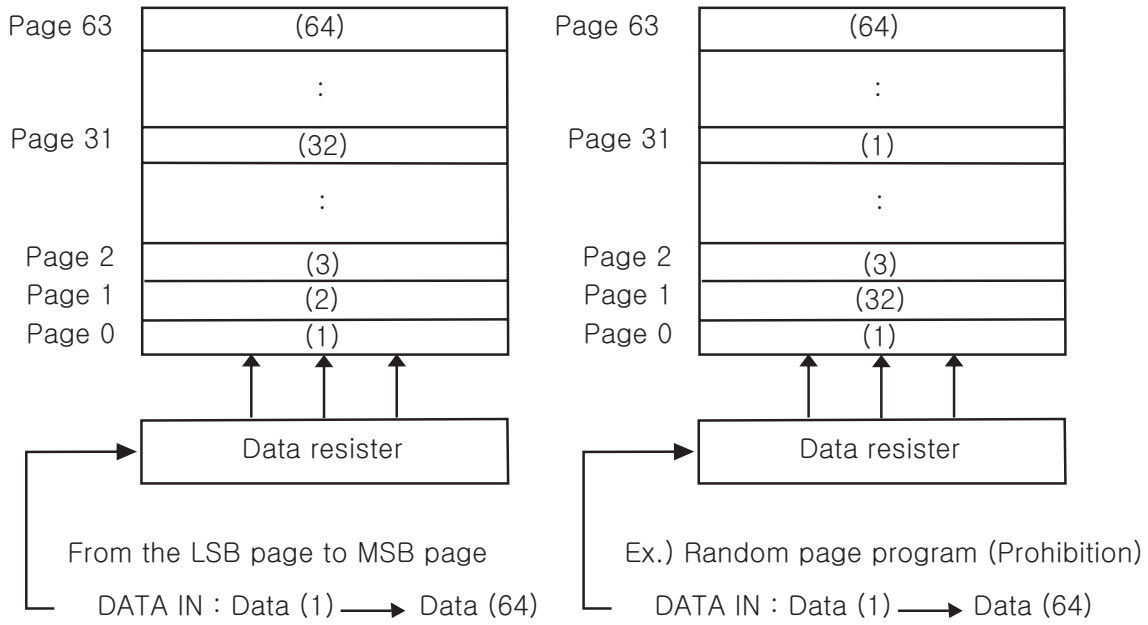 Page 63 (64)
:
Page 31 (32)
:
Page 2 (3)
Page 1 (2)
Page 0 (1)
Data resister
From the LSB page to MSB page
DATA IN : Data (1) Data (64)
Page 63 (64)
:
Page 31 (1)
:
Page 2 (3)
Page 1 (32)
Page 0 (1)
Data resister
Ex.) Random page program (Prohibition)
DATA IN : Data (1) Data (64)